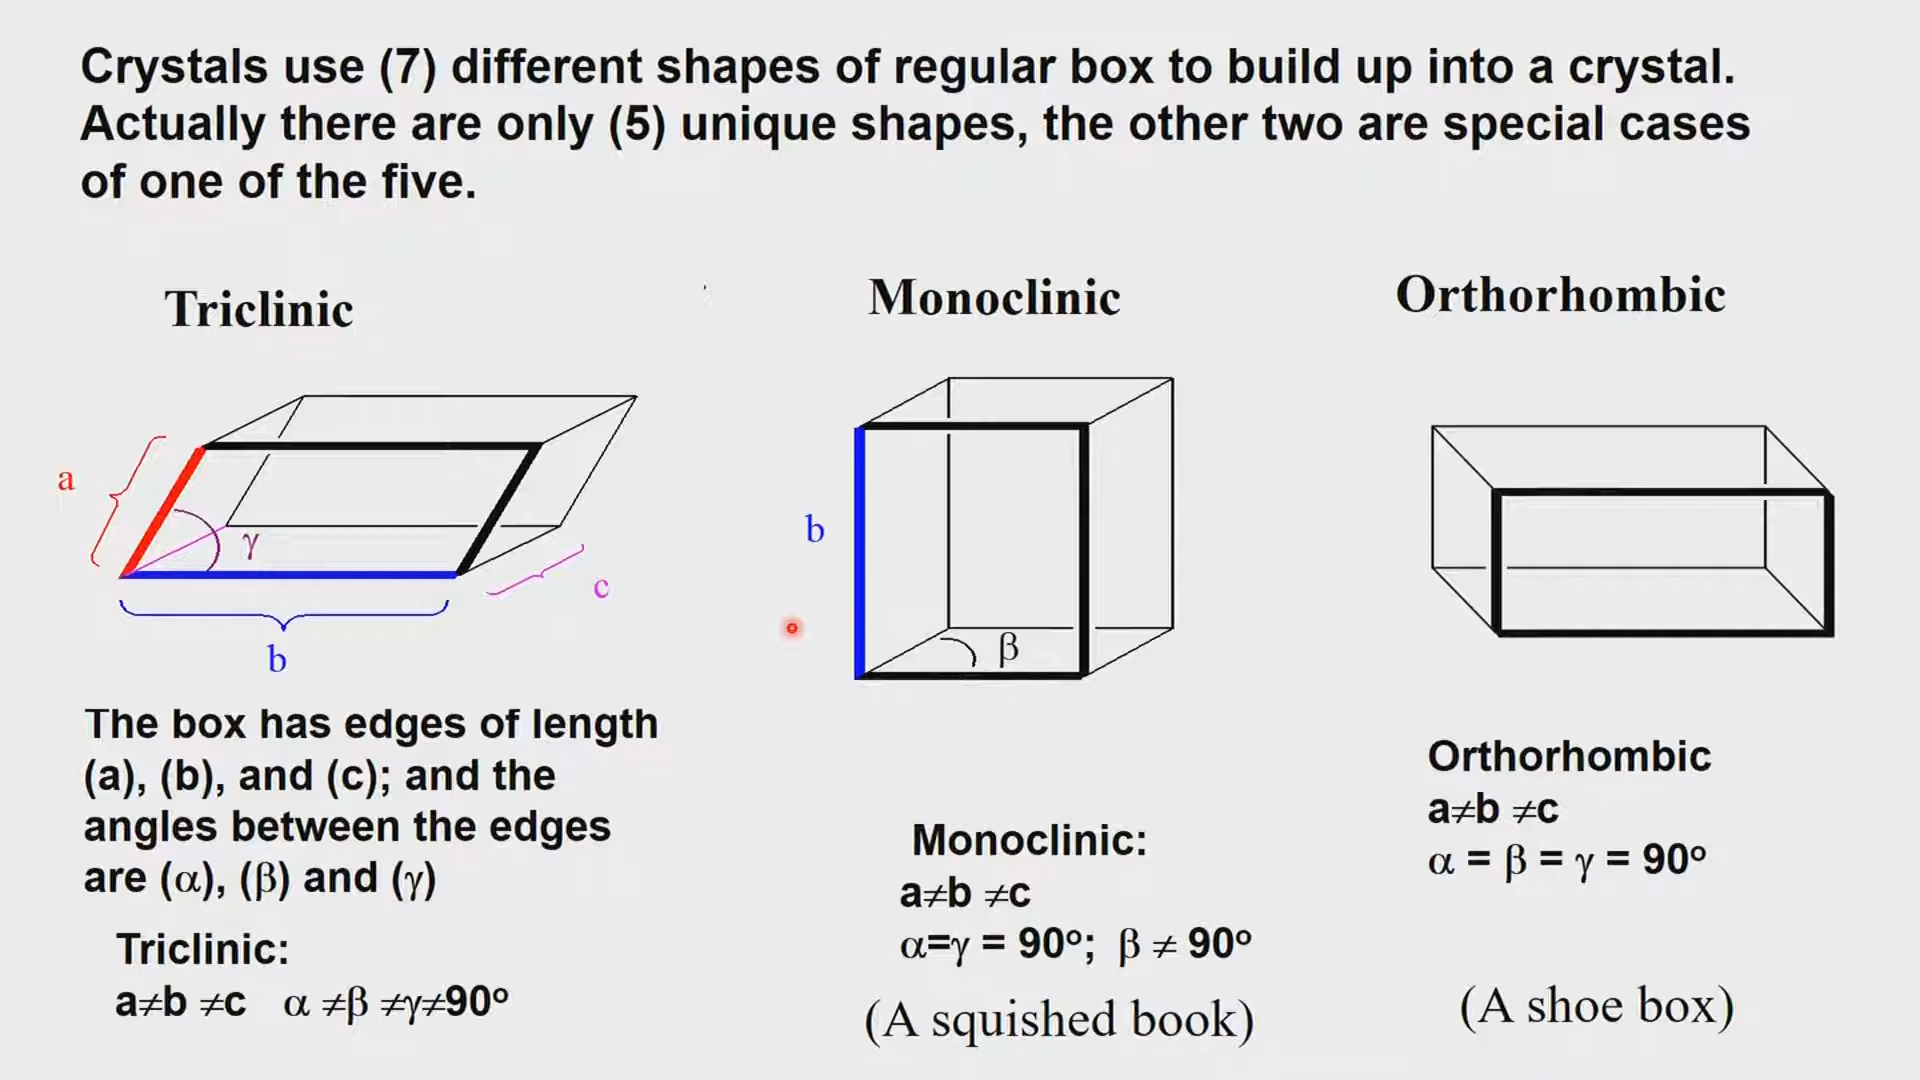 Crystals use (7) different shapes of regular box to build up into a crystal.
Actually there are only (5) unique shapes, the other two are special cases
of one of the five.
Triclinic
Monoclinic
Orthorhombic
a
γ
c
b
b
β
The box has edges of length
(a), (b), and (c); and the
angles between the edges
are (α), (β) and (γ)
Triclinic:
a≠b ≠c α ≠β ≠γ≠90º
Monoclinic:
a≠b ≠c
α=γ = 90º; β ≠ 90º
(A squished book)
Orthorhombic
a≠b ≠c
α = β = γ = 90º
(A shoe box)